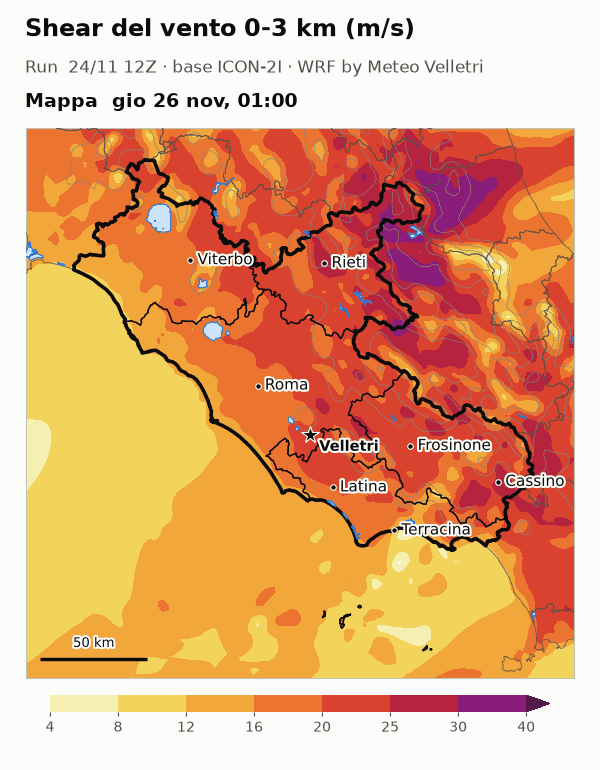 Shear del vento 0-3 km (m/s)
Run  24/11 12Z · base ICON-2I · WRF by Meteo Velletri
Mappa  gio 26 nov, 01:00
Viterbo
Rieti
Roma
Velletri
Frosinone
Cassino
Latina
Terracina
50 km
4 8 12 16 20 25 30 40